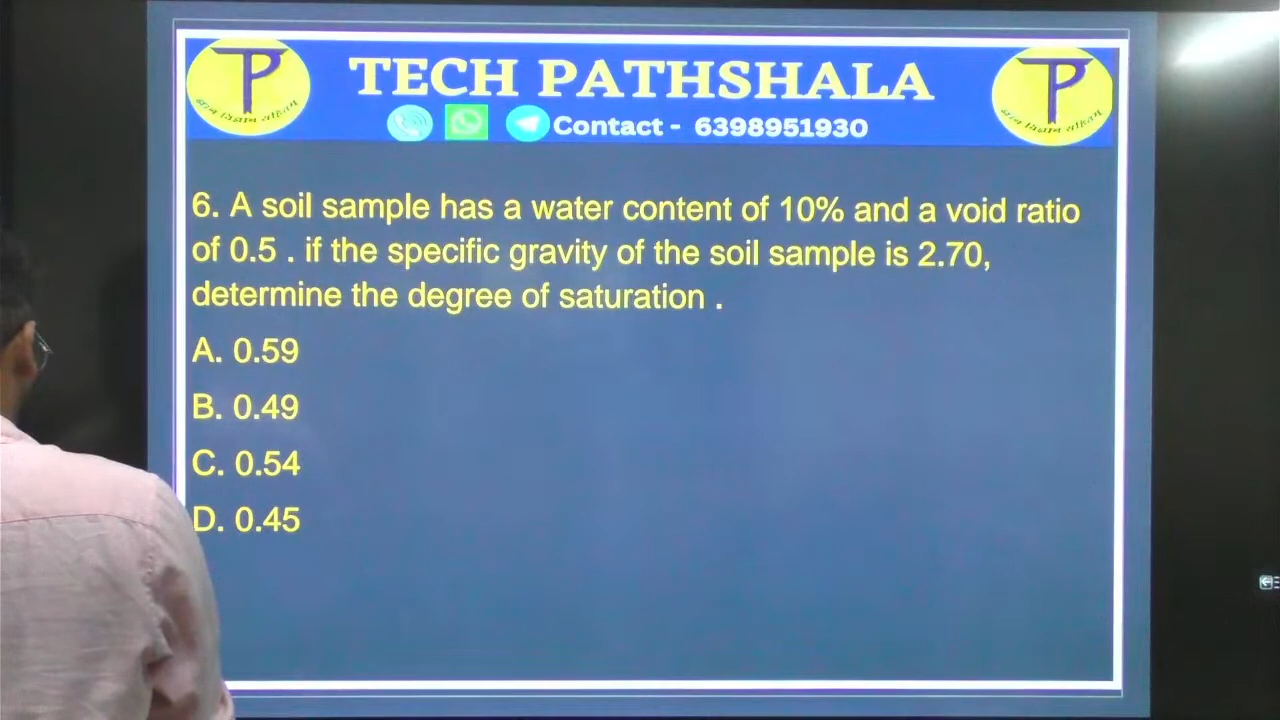 TECH PATHSHALA
Contact - 6398951930
6. A soil sample has a water content of 10% and a void ratio
of 0.5 . if the specific gravity of the soil sample is 2.70,
determine the degree of saturation .
A. 0.59
B. 0.49
C. 0.54
D. 0.45